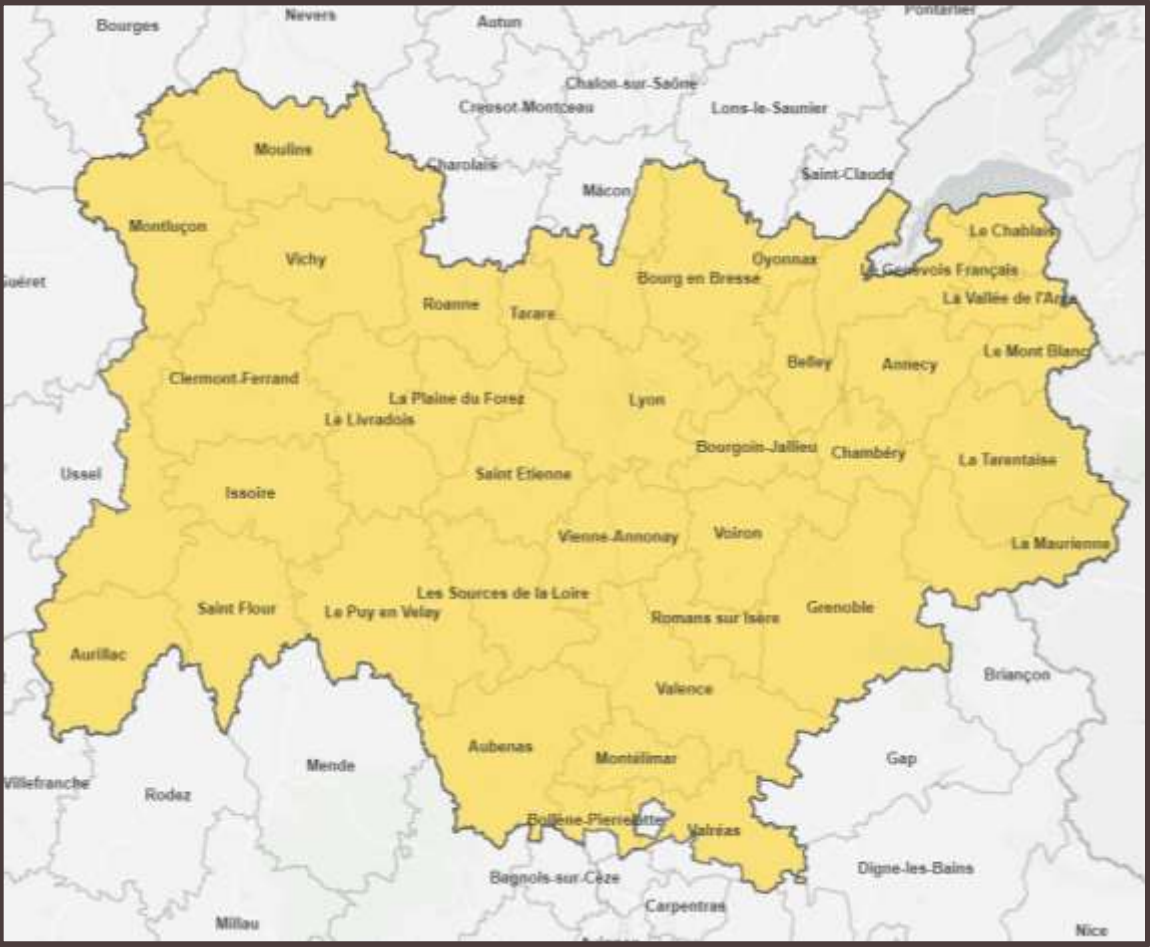 Pontarlier
Nevers
Autun
Bourges
Chalon-sur-Saône
Creusot-Montceau
Lons-le-Saunier
Moulins
Charolais
Saint-Claude
Mâcon
Montluçon
Le Chablais
Vichy
Oyonnax
Bourg en Bresse
Le Genevois Français
Guéret
La Vallée de l'Arve
Roanne
Tarare
Le Mont Blanc
Belley
Annecy
Clermont-Ferrand
La Plaine du Forez
Lyon
Le Livradois
Bourgoin-Jallieu
Chambéry
La Tarentaise
Ussel
Saint Etienne
Issoire
Vienne-Annonay
Voiron
La Maurienne
Les Sources de la Loire
Saint Flour
Le Puy en Velay
Grenoble
Romans sur Isère
Aurillac
Briançon
Valence
Aubenas
Montélimar
Gap
Mende
Villefranche
Rodez
Bollène-Pierrelatte
Valréas
Digne-les-Bains
Bagnols-sur-Cèze
Carpentras
Millau
Nice